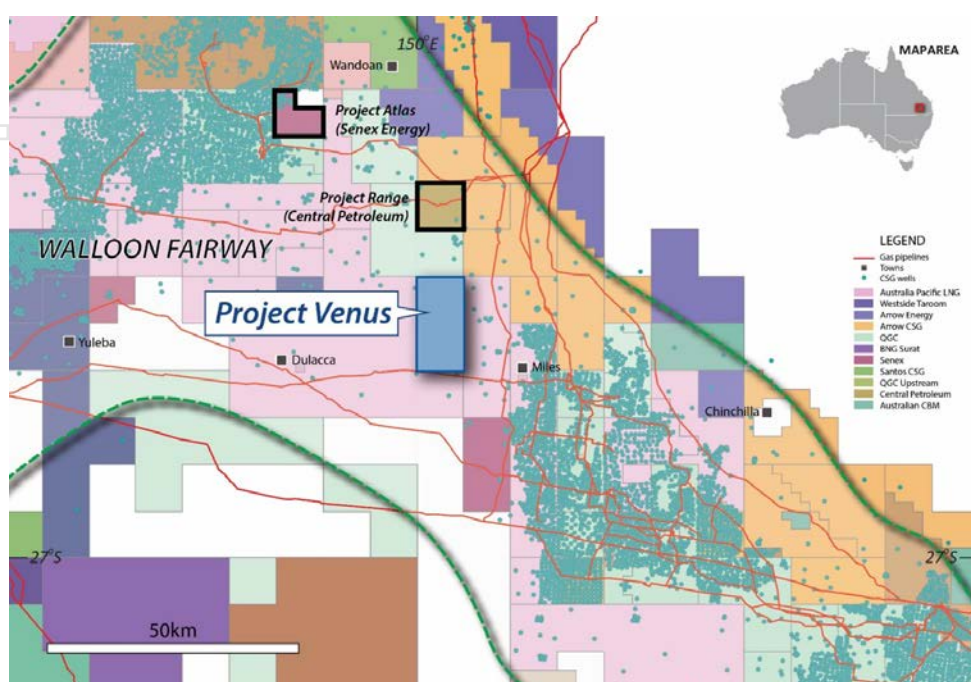 150°E
MAPAREA
Wandoan
Project Atlas
(Senex Energy)
Project Range
(Central Petroleum)
WALLOON FAIRWAY
LEGEND
Gas pipelines
Towns
CSG wells
Australia Pacific LNG
Westside Taroom
Arrow Energy
Arrow CSG
QGC
BNG Surat
Senex
Santos CSG
QGC Upstream
Central Petroleum
Australian CBM
Project Venus
Yuleba
Dulacca
Miles
Chinchilla
27°S
27°S
50km